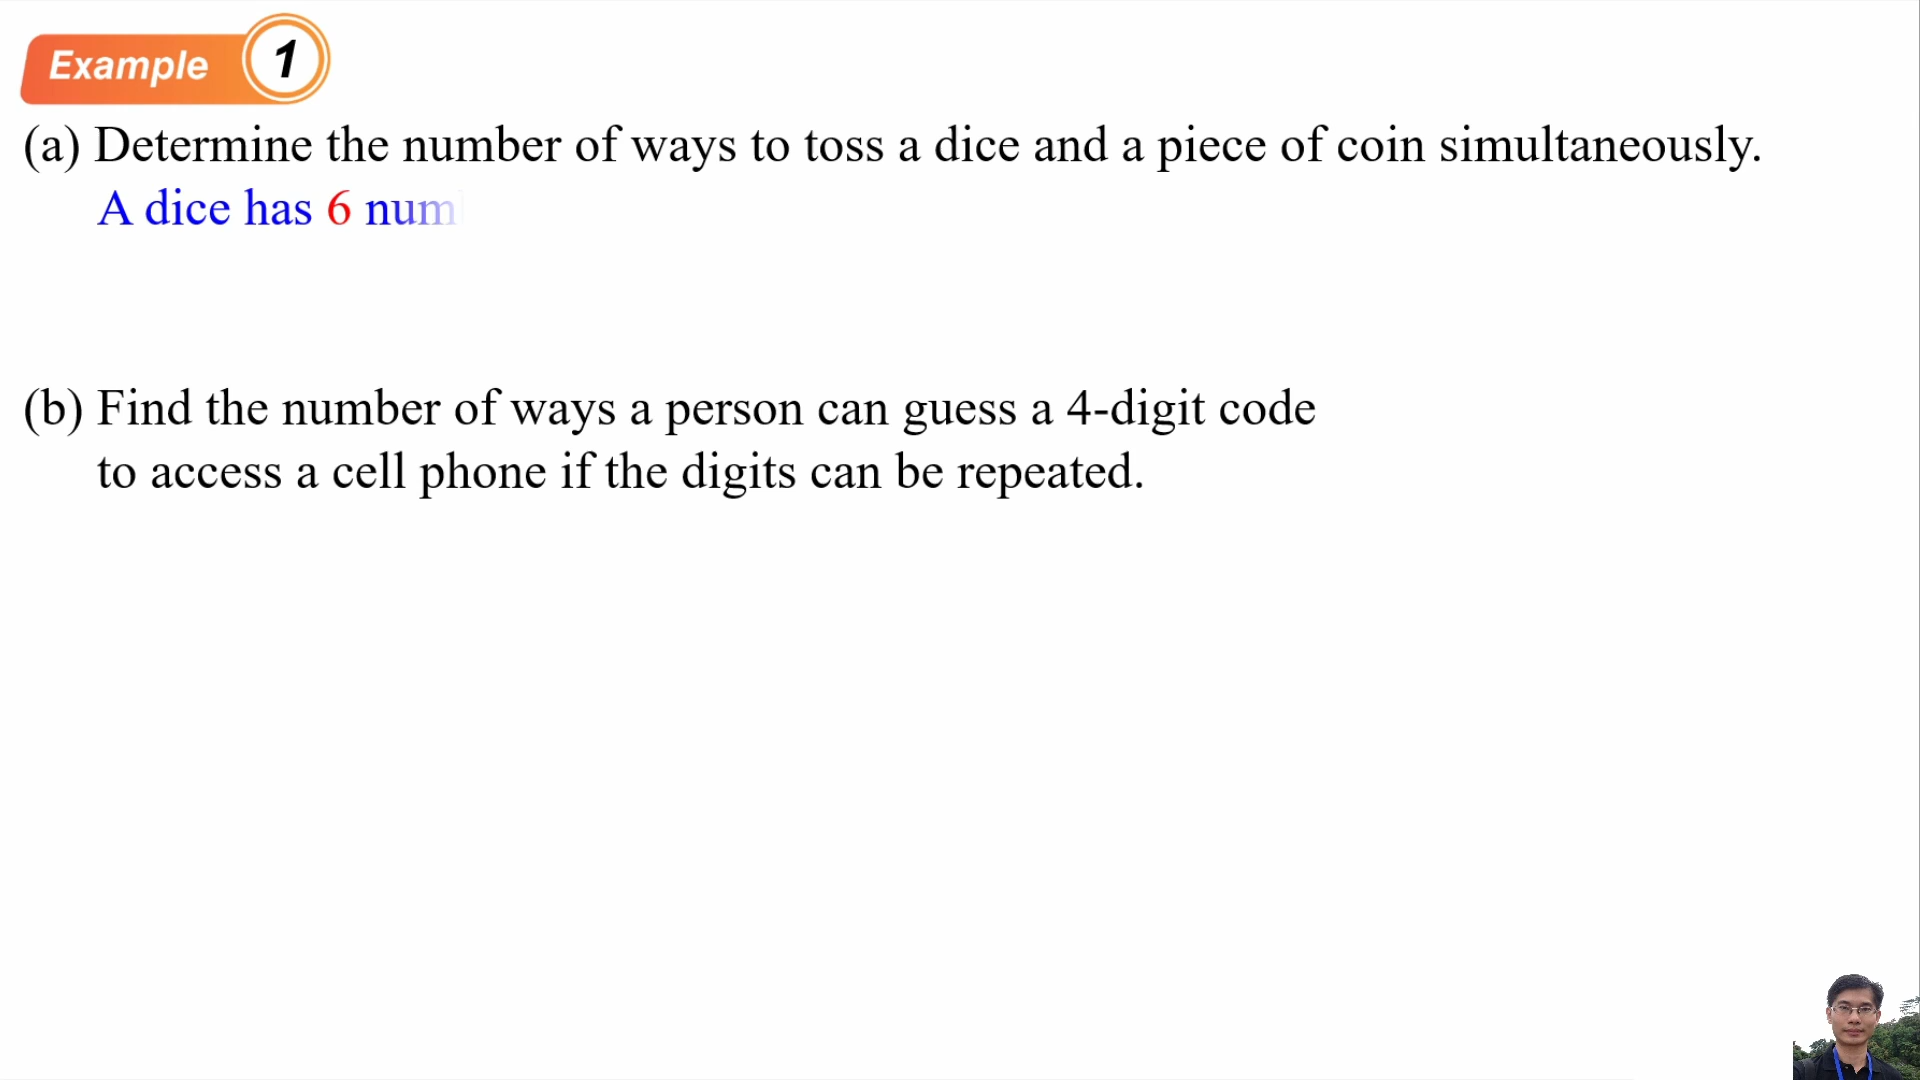 Example 1
(a) Determine the number of ways to toss a dice and a piece of coin simultaneously.
A dice has 6 num
(b) Find the number of ways a person can guess a 4-digit code
to access a cell phone if the digits can be repeated.